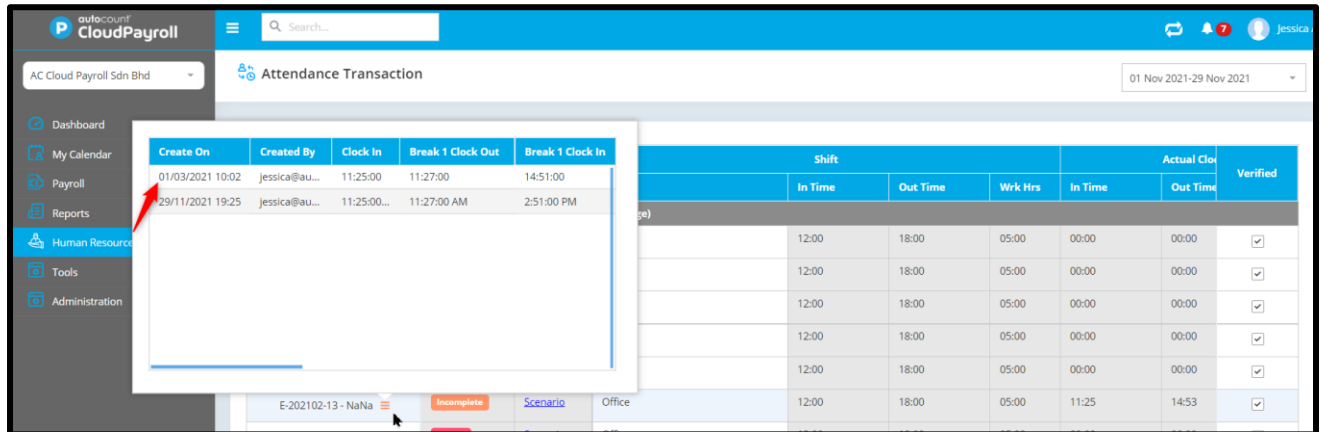 autocount
CloudPayroll
Search...
7
Jessica
AC Cloud Payroll Sdn Bhd
Attendance Transaction
01 Nov 2021-29 Nov 2021
Dashboard
My Calendar
Payroll
Reports
Human Resource
Tools
Administration
Create On Created By Clock In Break 1 Clock Out Break 1 Clock In
01/03/2021 10:02 jessica@au... 11:25:00 11:27:00 14:51:00
29/11/2021 19:25 jessica@au... 11:25:00... 11:27:00 AM 2:51:00 PM
Shift Actual Clo
Verified
In Time Out Time Wrk Hrs In Time Out Time
ge)
12:00 18:00 05:00 00:00 00:00
12:00 18:00 05:00 00:00 00:00
12:00 18:00 05:00 00:00 00:00
12:00 18:00 05:00 00:00 00:00
12:00 18:00 05:00 00:00 00:00
E-202102-13 - NaNa Incomplete Scenario Office 12:00 18:00 05:00 11:25 14:53